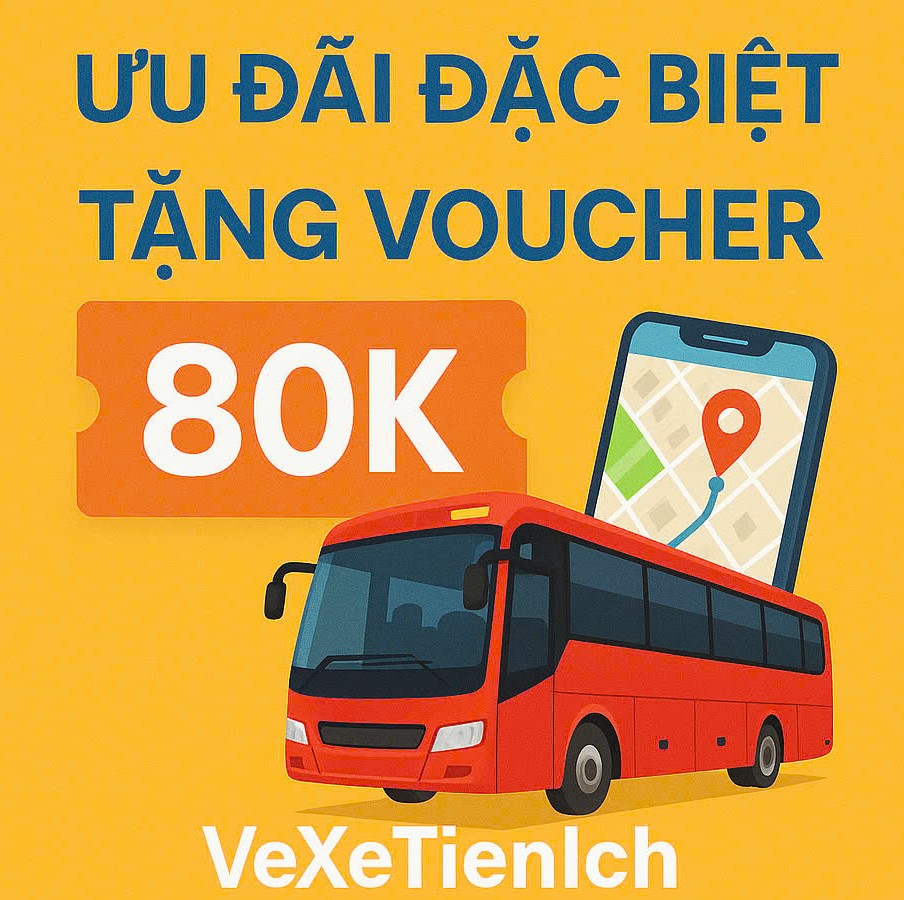 ƯU ĐÃI ĐẶC BIỆT
TẶNG VOUCHER
80K
VeXeTienIch